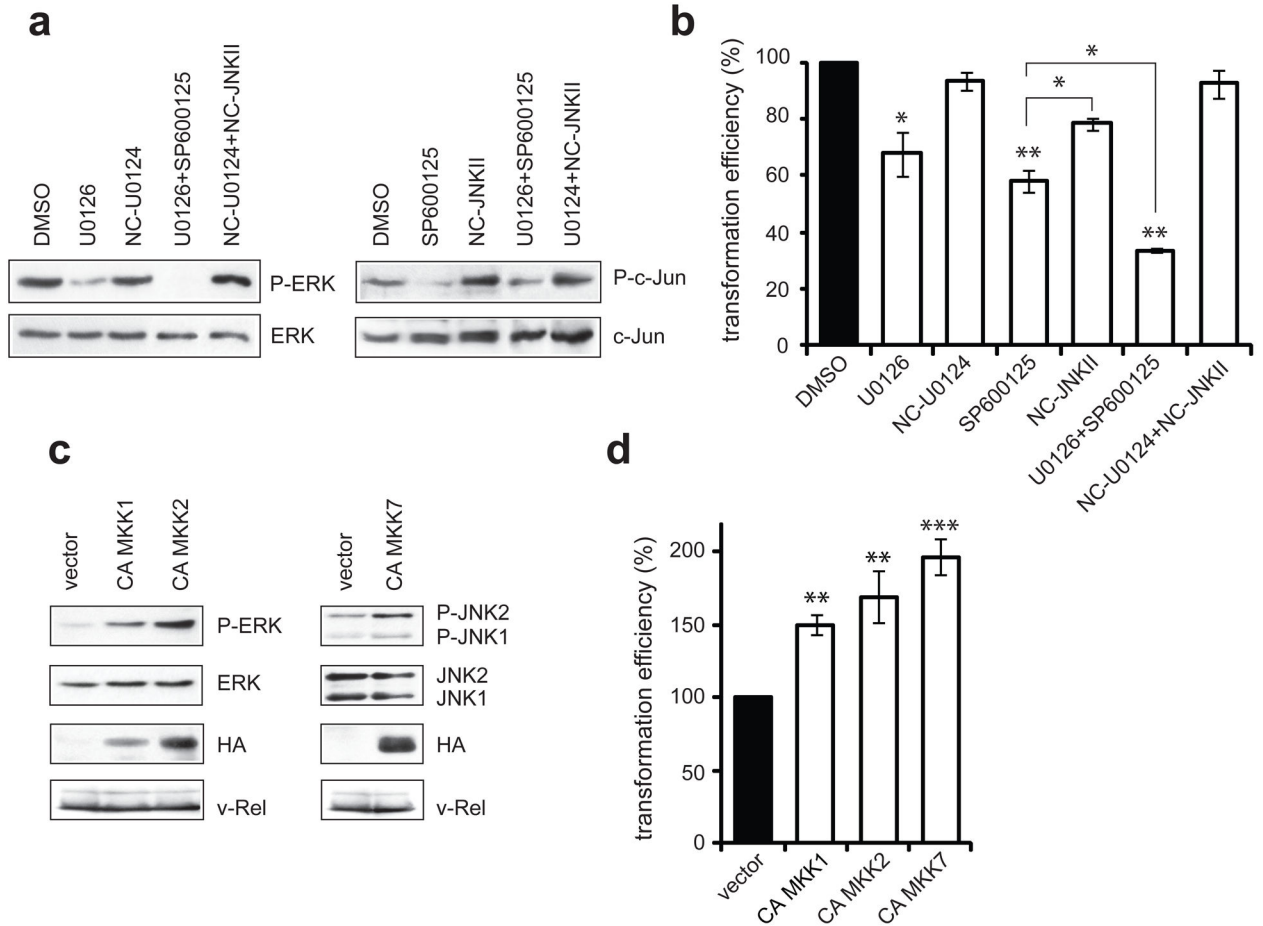 a
DMSO
U0126
NC-U0124
U0126+SP600125
NC-U0124+NC-JNKII
P-ERK
ERK
DMSO
SP600125
NC-JNKII
U0126+SP600125
U0124+NC-JNKII
P-c-Jun
c-Jun
b
transformation efficiency (%)
100
80
60
40
20
0
*
**
*
*
**
DMSO
U0126
NC-U0124
SP600125
NC-JNKII
U0126+SP600125
NC-U0124+NC-JNKII
c
vector
CA MKK1
CA MKK2
P-ERK
ERK
HA
v-Rel
vector
CA MKK7
P-JNK2
P-JNK1
JNK2
JNK1
HA
v-Rel
d
transformation efficiency (%)
200
150
100
50
0
**
**
***
vector
CA MKK1
CA MKK2
CA MKK7